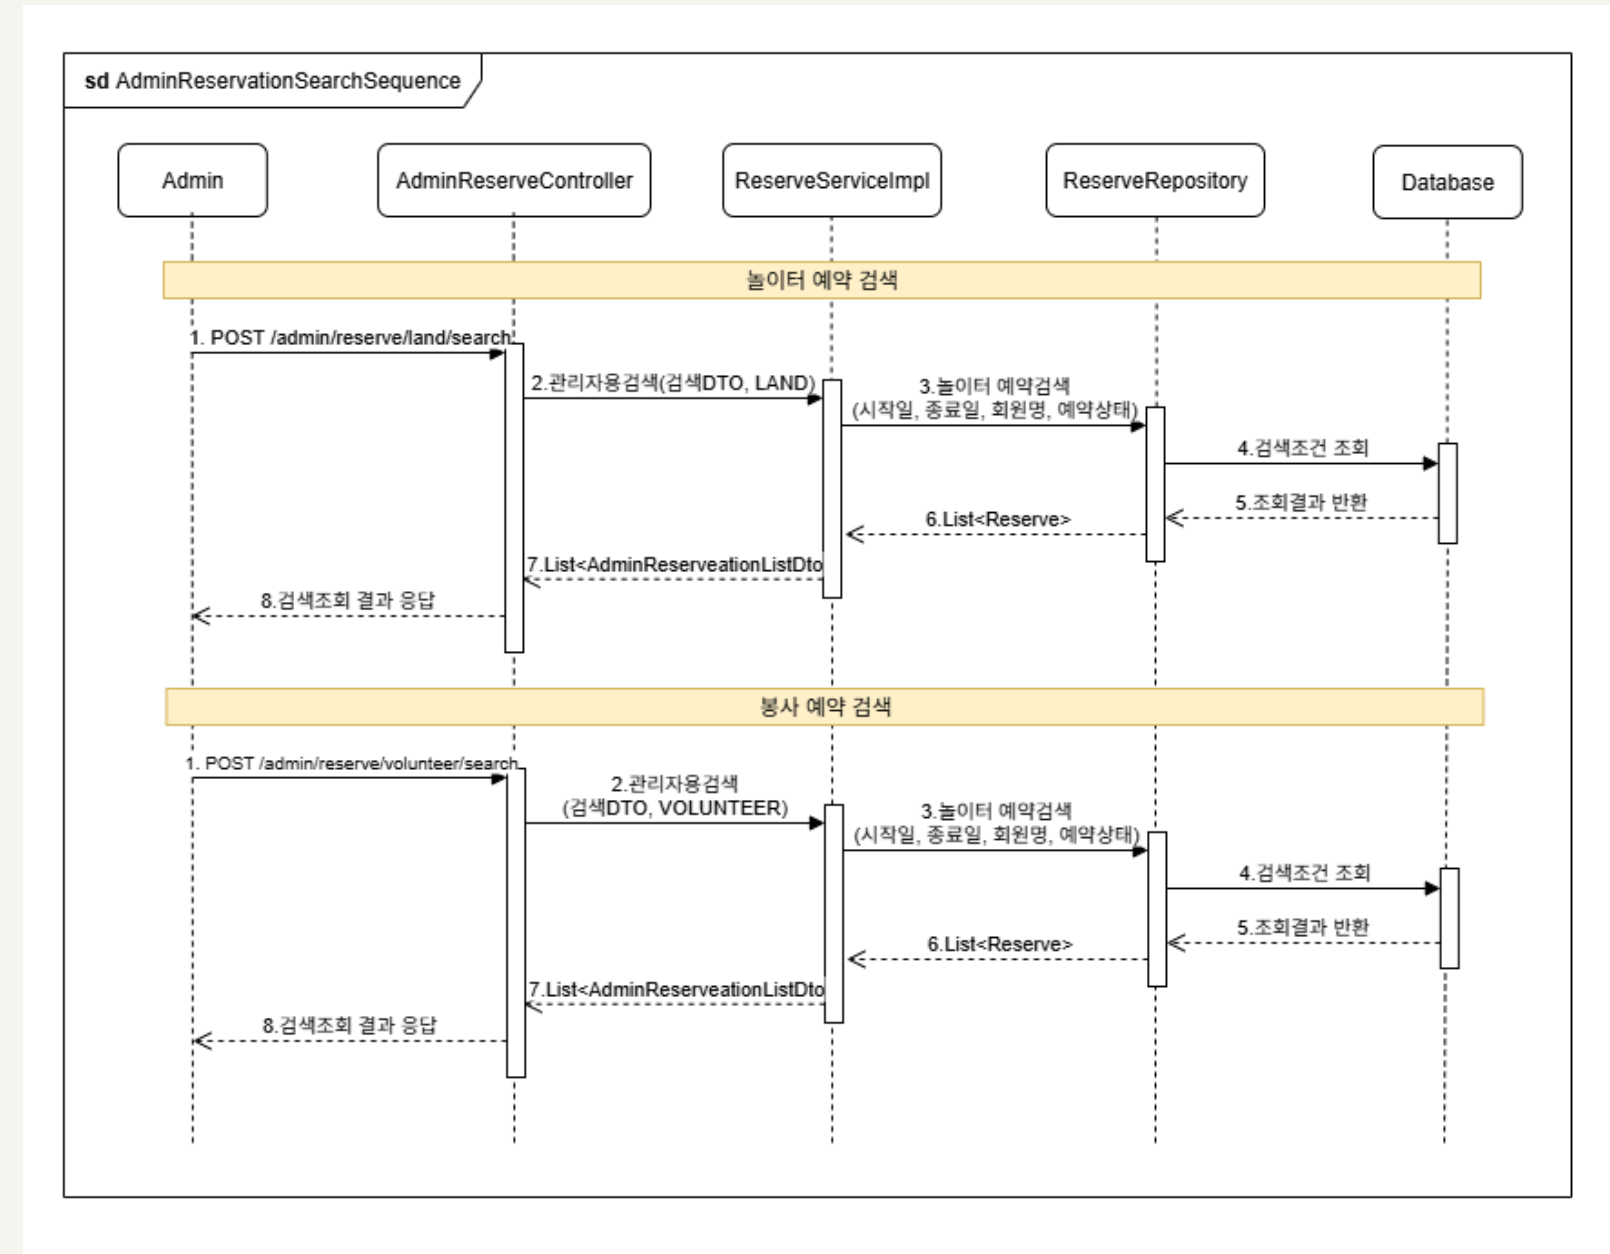 sd AdminReservationSearchSequence
Admin
AdminReserveController
ReserveServiceImpl
ReserveRepository
Database
놀이터 예약 검색
1. POST /admin/reserve/land/search
2.관리자용검색(검색DTO, LAND)
3.놀이터 예약검색
(시작일, 종료일, 회원명, 예약상태)
4.검색조건 조회
5.조회결과 반환
6.List<Reserve>
7.List<AdminReserveationListDto
8.검색조회 결과 응답
봉사 예약 검색
1. POST /admin/reserve/volunteer/search
2.관리자용검색
(검색DTO, VOLUNTEER)
3.놀이터 예약검색
(시작일, 종료일, 회원명, 예약상태)
4.검색조건 조회
5.조회결과 반환
6.List<Reserve>
7.List<AdminReserveationListDto
8.검색조회 결과 응답